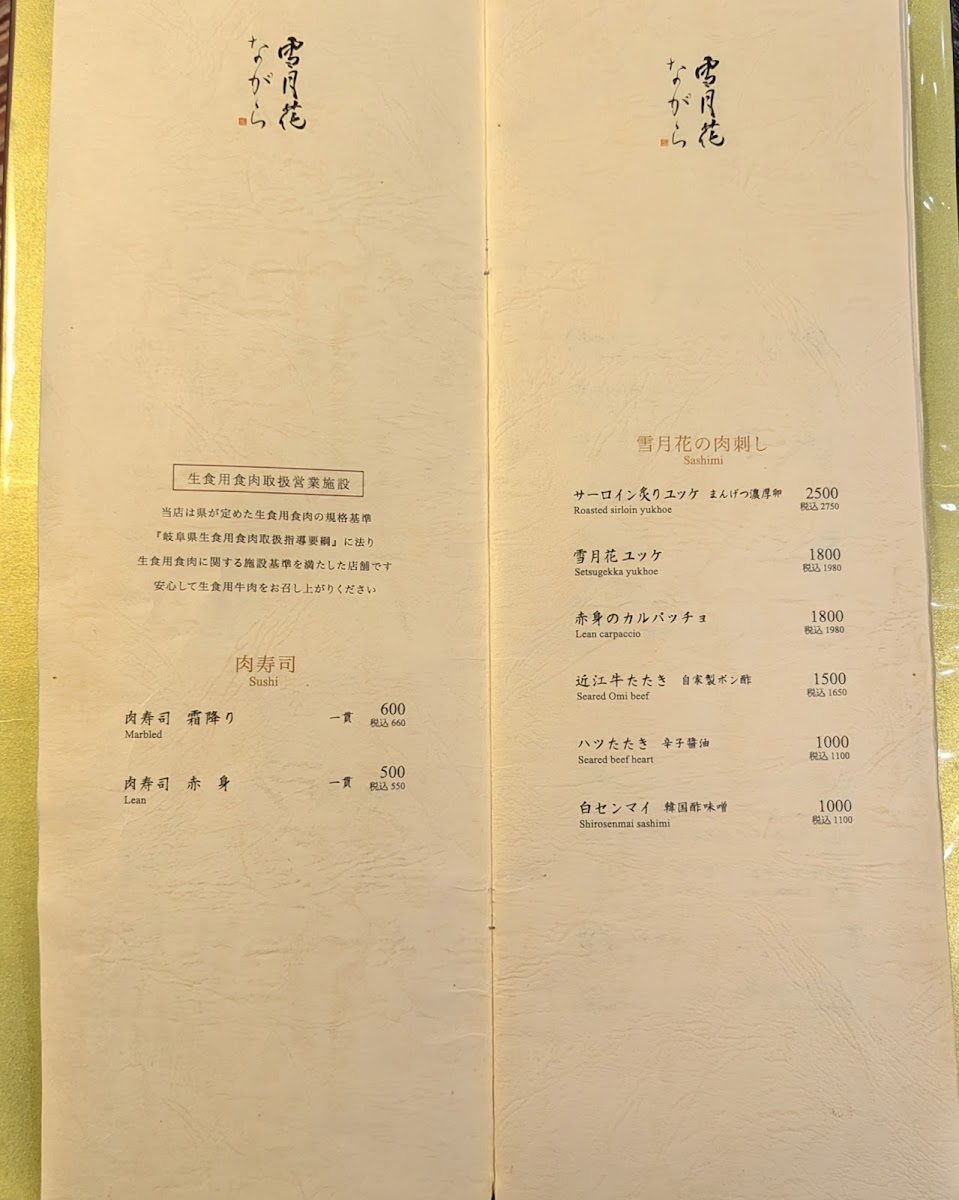 雪月花
ながら
生食用食肉取扱営業施設
当店は県が定めた生食用食肉の規格基準
『岐阜県生食用食肉取扱指導要綱』に法り
生食用食肉に関する施設基準を満たした店舗です
安心して生食用牛肉をお召し上がりください
肉寿司
Sushi
肉寿司 霜降り 一貫 600
Marbled 税込 660
肉寿司 赤 身 一貫 500
Lean 税込 550
雪月花
ながら
雪月花の肉刺し
Sashimi
サーロイン炙りユッケ まんげつ濃厚卵 2500
Roasted sirloin yukhoe 税込 2750
雪月花 ユッケ 1800
Setsugekka yukhoe 税込 1980
赤身のカルパッチョ 1800
Lean carpaccio 税込 1980
近江牛たたき 自家製ポン酢 1500
Seared Omi beef 税込 1650
ハツたたき 辛子醬油 1000
Seared beef heart 税込 1100
白センマイ 韓国酢味噌 1000
Shirosenmai sashimi 税込 1100